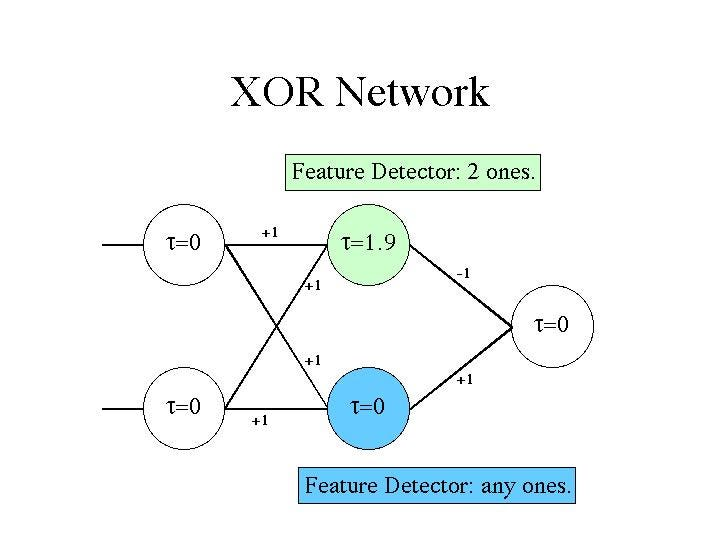 XOR Network
Feature Detector: 2 ones.
τ=0
+1
τ=1.9
+1
-1
τ=0
+1
+1
τ=0
+1
τ=0
Feature Detector: any ones.